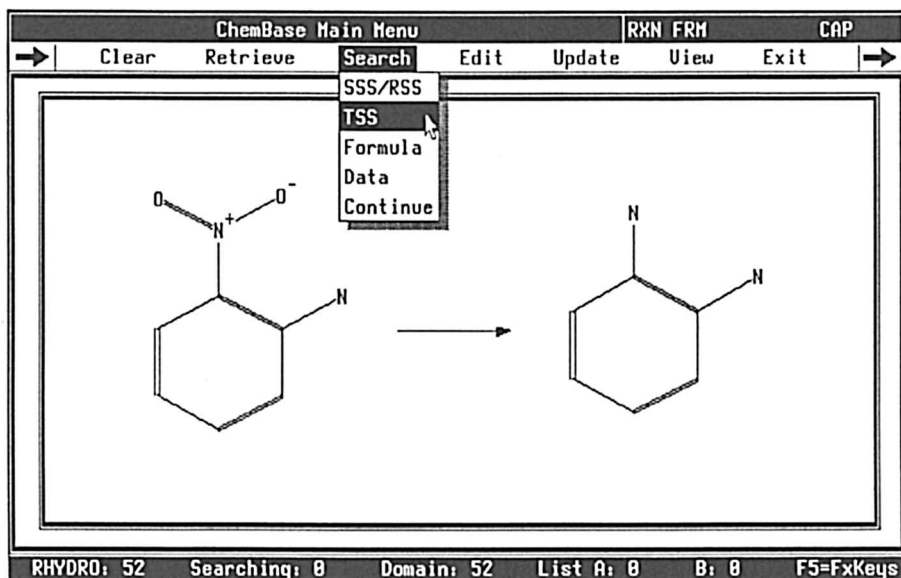 ChemBase Main Menu RXN FRM CAP
Clear Retrieve Search Edit Update View Exit
SSS/RSS
TSS
Formula
Data
Continue
O O-
N+
N
N
N
RHYDRO: 52 Searching: 0 Domain: 52 List A: 0 B: 0 F5=FxKeys